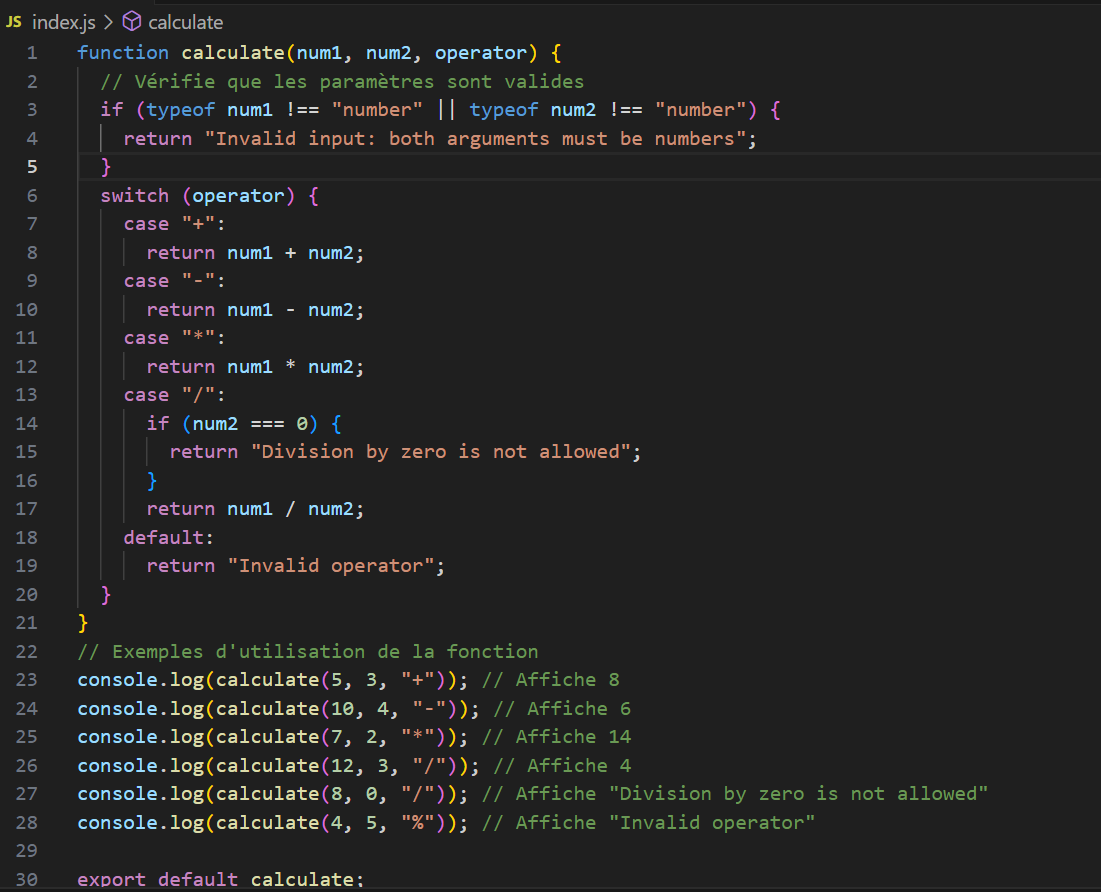 JS index.js > calculate
1 function calculate(num1, num2, operator) {
2 // Vérifie que les paramètres sont valides
3 if (typeof num1 !== "number" || typeof num2 !== "number") {
4 return "Invalid input: both arguments must be numbers";
5 }
6 switch (operator) {
7 case "+":
8 return num1 + num2;
9 case "-":
10 return num1 - num2;
11 case "*":
12 return num1 * num2;
13 case "/":
14 if (num2 === 0) {
15 return "Division by zero is not allowed";
16 }
17 return num1 / num2;
18 default:
19 return "Invalid operator";
20 }
21 }
22 // Exemples d'utilisation de la fonction
23 console.log(calculate(5, 3, "+")); // Affiche 8
24 console.log(calculate(10, 4, "-")); // Affiche 6
25 console.log(calculate(7, 2, "*")); // Affiche 14
26 console.log(calculate(12, 3, "/")); // Affiche 4
27 console.log(calculate(8, 0, "/")); // Affiche "Division by zero is not allowed"
28 console.log(calculate(4, 5, "%")); // Affiche "Invalid operator"
29
30 export default calculate;